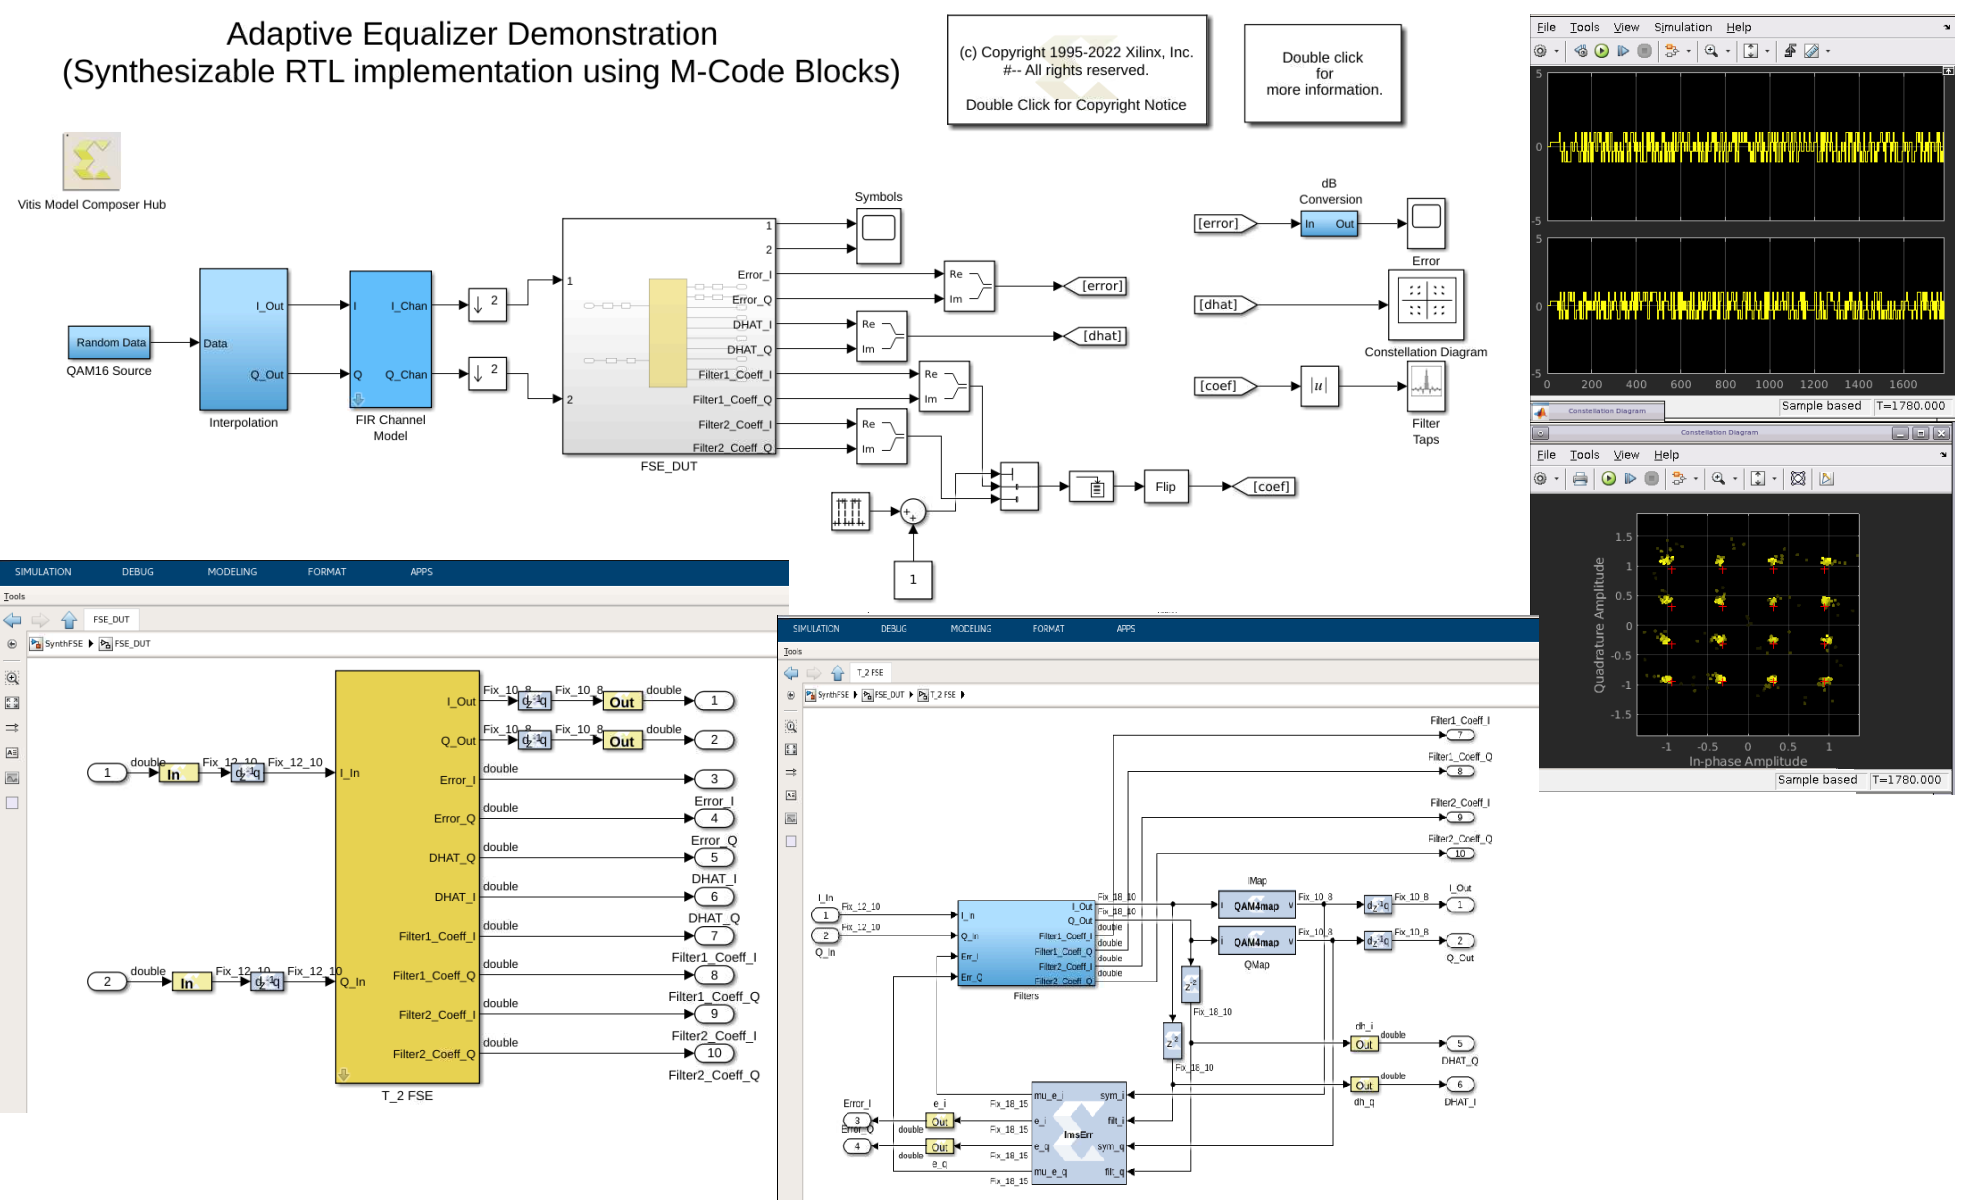 Adaptive Equalizer Demonstration
(Synthesizable RTL implementation using M-Code Blocks)
(c) Copyright 1995-2022 Xilinx, Inc.
#-- All rights reserved.
Double Click for Copyright Notice
Double click
for
more information.
Vitis Model Composer Hub
Random Data
QAM16 Source
Data
I_Out
Q_Out
Interpolation
I
Q
I_Chan
Q_Chan
FIR Channel
Model
2
2
1
2
1
2
Error_I
Error_Q
DHAT_I
DHAT_Q
Filter1_Coeff_I
Filter1_Coeff_Q
Filter2_Coeff_I
Filter2_Coeff_Q
FSE_DUT
Symbols
Re
Im
[error]
Re
Im
[dhat]
Re
Im
Re
Im
++
1
Flip
[coef]
dB
Conversion
[error]
In Out
Error
[dhat]
Constellation Diagram
[coef]
|u|
Filter
Taps
File Tools View Simulation Help
5
0
-5
5
0
-5
0 200 400 600 800 1000 1200 1400 1600
Sample based T=1780.000
Constellation Diagram
Constellation Diagram
File Tools View Help
1.5
1
0.5
0
-0.5
-1
-1.5
Quadrature Amplitude
-1 -0.5 0 0.5 1
In-phase Amplitude
Sample based T=1780.000
SIMULATION DEBUG MODELING FORMAT APPS
Tools
FSE_DUT
SynthFSE FSE_DUT
1
double
In
Fix_12_10
d z-1 q
Fix_12_10
I_In
2
double
In
Fix_12_10
d z-1 q
Fix_12_10
Q_In
I_Out
Fix_10_8
d z-1 q
Fix_10_8
Out
double
1
Q_Out
Fix_10_8
d z-1 q
Fix_10_8
Out
double
2
Error_I
double
3
Error_I
Error_Q
double
4
Error_Q
DHAT_Q
double
5
DHAT_I
DHAT_I
double
6
DHAT_Q
Filter1_Coeff_I
double
7
Filter1_Coeff_I
Filter1_Coeff_Q
double
8
Filter1_Coeff_Q
Filter2_Coeff_I
double
9
Filter2_Coeff_I
Filter2_Coeff_Q
double
10
Filter2_Coeff_Q
T_2 FSE
SIMULATION DEBUG MODELING FORMAT APPS
Tools
T_2 FSE
SynthFSE FSE_DUT T_2 FSE
Filter1_Coeff_I
7
Filter1_Coeff_Q
8
Filter2_Coeff_I
9
Filter2_Coeff_Q
10
I_In
1
Fix_12_10
2
Fix_12_10
Q_In
I_In
Q_In
Err_I
Err_Q
I_Out
Q_Out
Filter1_Coeff_I
Filter1_Coeff_Q
Filter2_Coeff_I
Filter2_Coeff_Q
Filters
Fix_18_10
Fix_18_10
double
double
double
double
IMap
i QAM4map v
Fix_10_8
d z-1 q
Fix_10_8
I_Out
1
i QAM4map v
Fix_10_8
d z-1 q
Fix_10_8
2
Q_Out
QMap
z-2
Fix_18_10
z-2
Fix_18_10
dh_i
Out
double
5
DHAT_Q
Out
double
6
dh_q
DHAT_I
mu_e_i
e_i
e_q
mu_e_q
lmsErr
sym_i
filt_i
sym_q
filt_q
Fix_18_15
Fix_18_15
Fix_18_15
Fix_18_15
Error_I
3
Error_Q
4
e_i
Out
double
Out
double
e_q